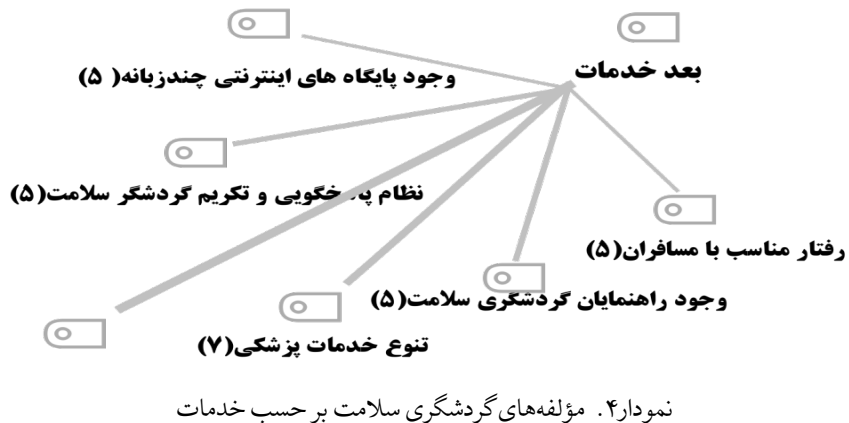 بعد خدمات
وجود پایگاه های اینترنتی چندزبانه( ۵)
نظام پاسخگویی و تکریم گردشگر سلامت(۵)
رفتار مناسب با مسافران(۵)
وجود راهنمایان گردشگری سلامت(۵)
تنوع خدمات پزشکی(۷)
نمودار۴. مؤلفه‌های گردشگری سلامت بر حسب خدمات